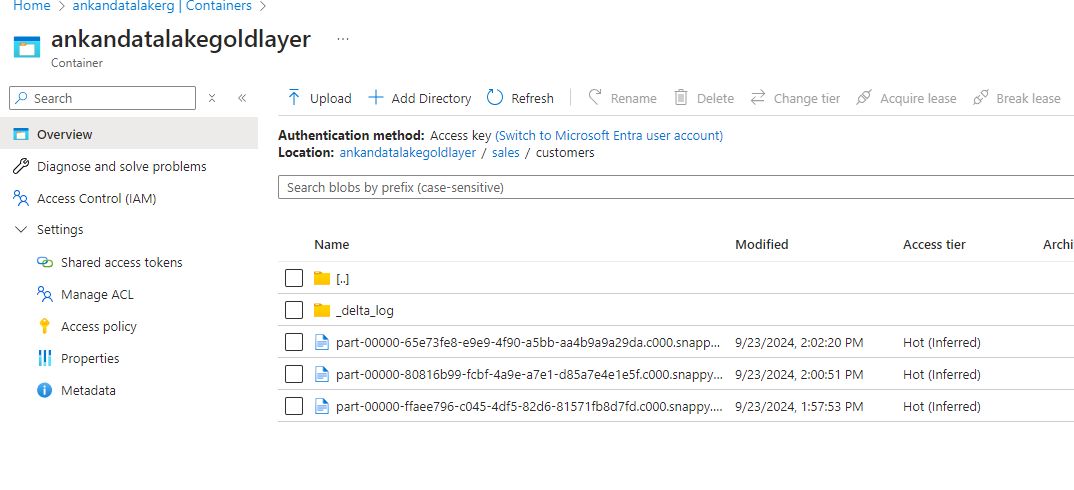 Home > ankandatalakerg | Containers >
ankandatalakegoldlayer ...
Container
Search
Overview
Diagnose and solve problems
Access Control (IAM)
Settings
Shared access tokens
Manage ACL
Access policy
Properties
Metadata
Upload Add Directory Refresh Rename Delete Change tier Acquire lease Break lease
Authentication method: Access key (Switch to Microsoft Entra user account)
Location: ankandatalakegoldlayer / sales / customers
Search blobs by prefix (case-sensitive)
Name Modified Access tier Archi
[..]
_delta_log
part-00000-65e73fe8-e9e9-4f90-a5bb-aa4b9a9a29da.c000.snapp... 9/23/2024, 2:02:20 PM Hot (Inferred)
part-00000-80816b99-fcbf-4a9e-a7e1-d85a7e4e1e5f.c000.snappy... 9/23/2024, 2:00:51 PM Hot (Inferred)
part-00000-ffaee796-c045-4df5-82d6-81571fb8d7fd.c000.snappy.... 9/23/2024, 1:57:53 PM Hot (Inferred)